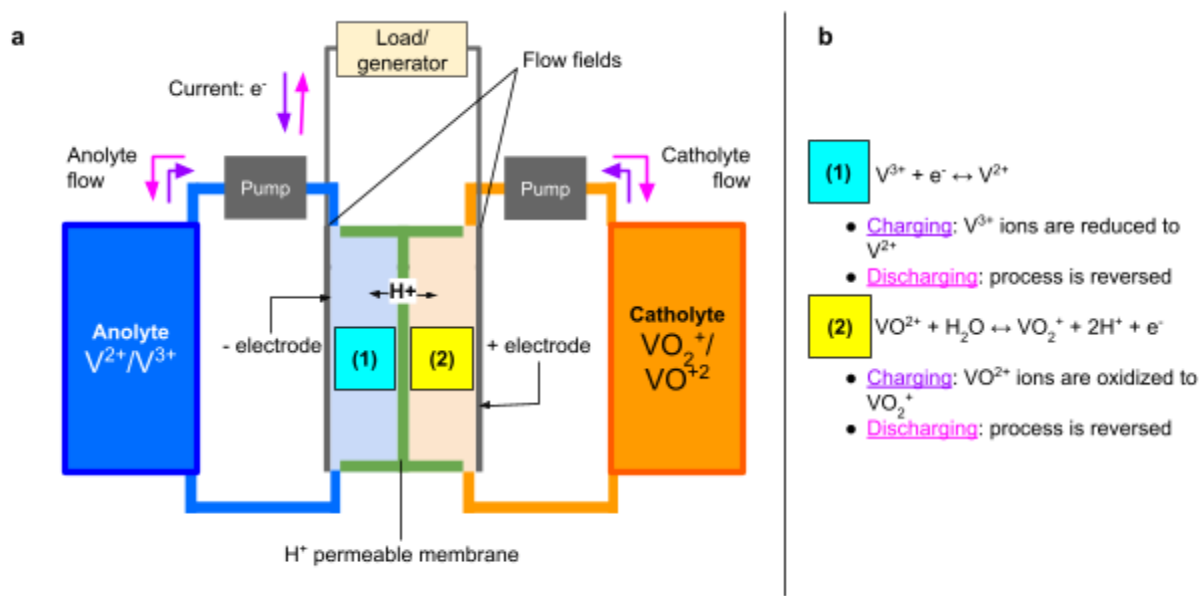 a
Load/
generator
Flow fields
Current: e⁻
Anolyte
flow
Pump
Pump
Catholyte
flow
H+
Anolyte
V²⁺/V³⁺
- electrode
(1)
(2)
+ electrode
Catholyte
VO₂⁺/
VO⁺²
H⁺ permeable membrane
b
(1) V³⁺ + e⁻ ↔ V²⁺
● Charging: V³⁺ ions are reduced to
V²⁺
● Discharging: process is reversed
(2) VO²⁺ + H₂O ↔ VO₂⁺ + 2H⁺ + e⁻
● Charging: VO²⁺ ions are oxidized to
VO₂⁺
● Discharging: process is reversed